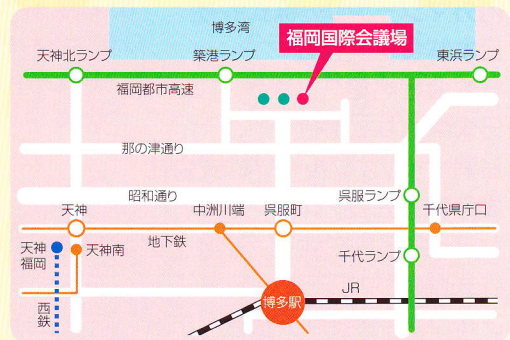 博多湾
福岡国際会議場
天神北ランプ
築港ランプ
東浜ランプ
福岡都市高速
那の津通り
昭和通り
呉服ランプ
天神
中洲川端
呉服町
千代県庁口
地下鉄
天神
福岡
天神南
千代ランプ
西鉄
博多駅
JR